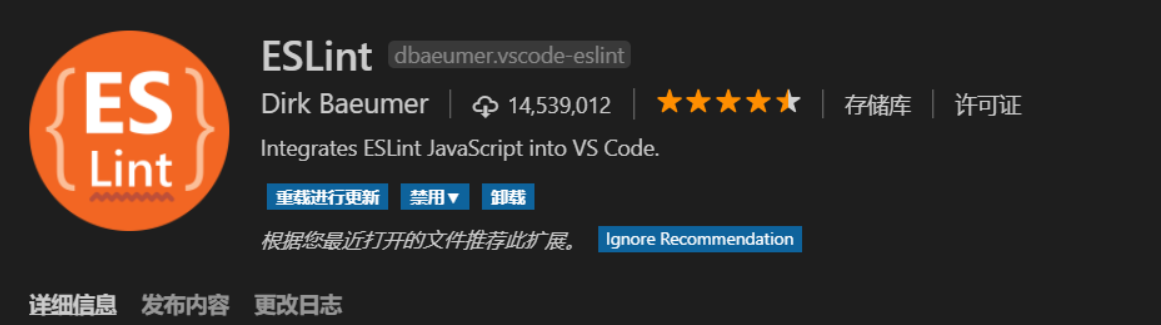 ES
Lint
ESLint dbaeumer.vscode-eslint
Dirk Baeumer 14,539,012 存储库 许可证
Integrates ESLint JavaScript into VS Code.
重载进行更新 禁用 卸载
根据您最近打开的文件推荐此扩展。 Ignore Recommendation
详细信息 发布内容 更改日志